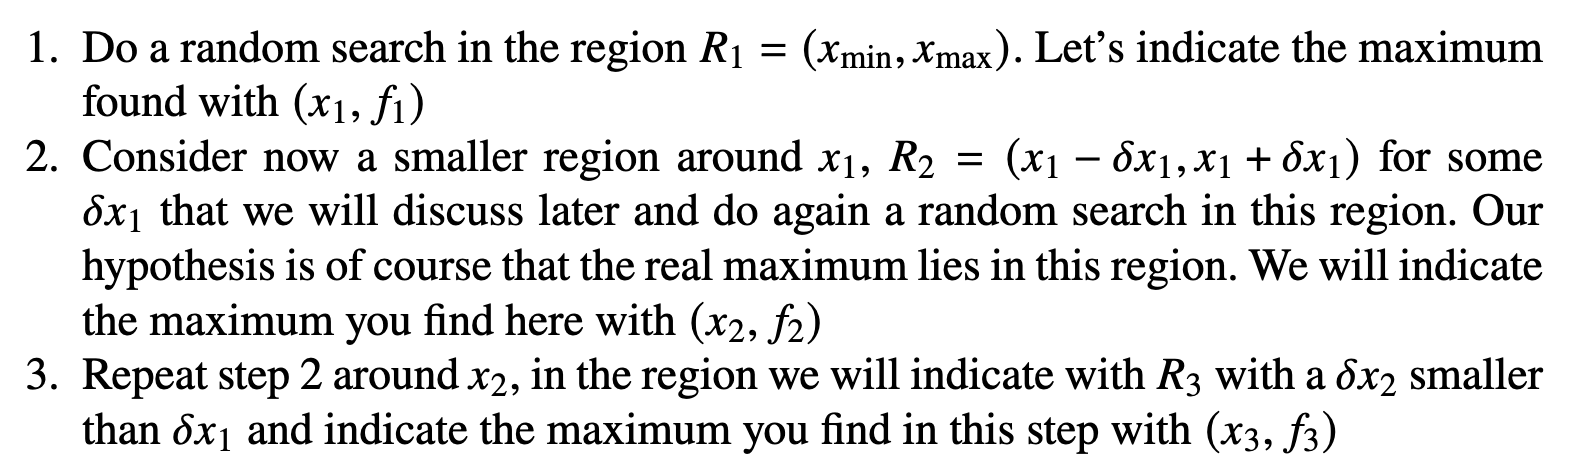 1. Do a random search in the region R₁ = (x_min, x_max). Let’s indicate the maximum
found with (x₁, f₁)
2. Consider now a smaller region around x₁, R₂ = (x₁ − δx₁, x₁ + δx₁) for some
δx₁ that we will discuss later and do again a random search in this region. Our
hypothesis is of course that the real maximum lies in this region. We will indicate
the maximum you find here with (x₂, f₂)
3. Repeat step 2 around x₂, in the region we will indicate with R₃ with a δx₂ smaller
than δx₁ and indicate the maximum you find in this step with (x₃, f₃)